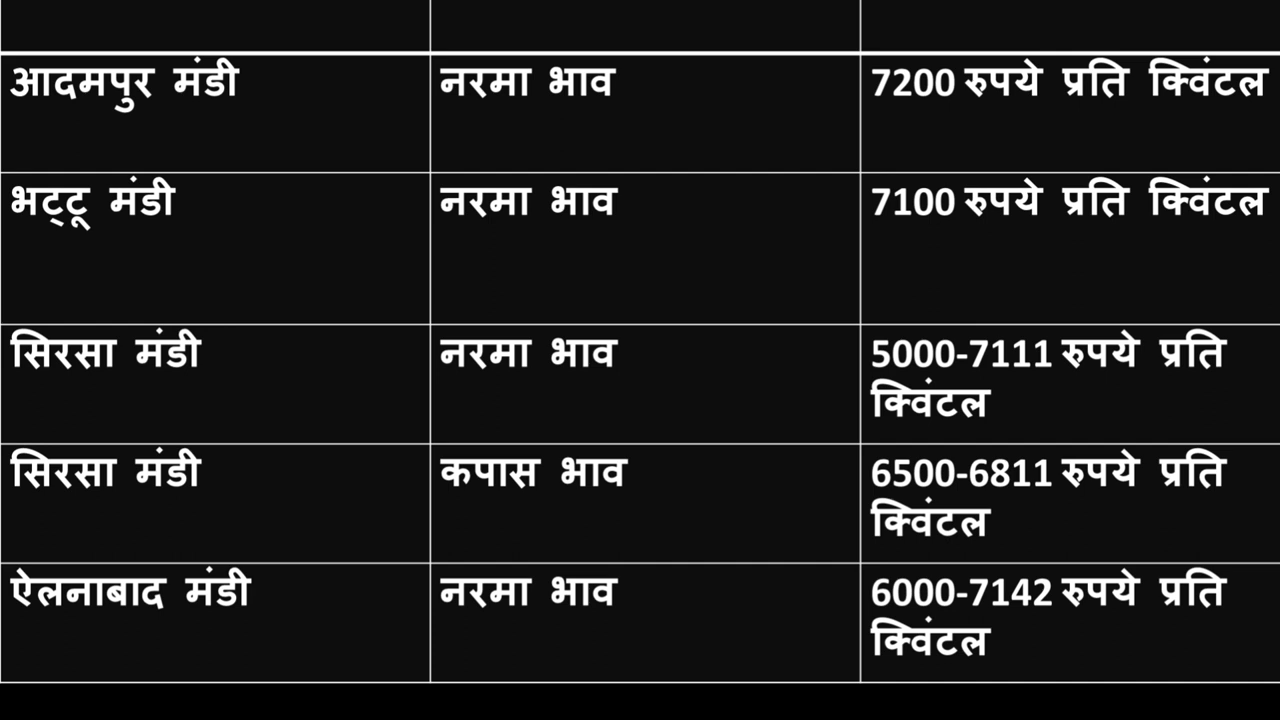 आदमपुर मंडी नरमा भाव 7200 रुपये प्रति क्विंटल
भट्टू मंडी नरमा भाव 7100 रुपये प्रति क्विंटल
सिरसा मंडी नरमा भाव 5000-7111 रुपये प्रति
क्विंटल
सिरसा मंडी कपास भाव 6500-6811 रुपये प्रति
क्विंटल
ऐलनाबाद मंडी नरमा भाव 6000-7142 रुपये प्रति
क्विंटल